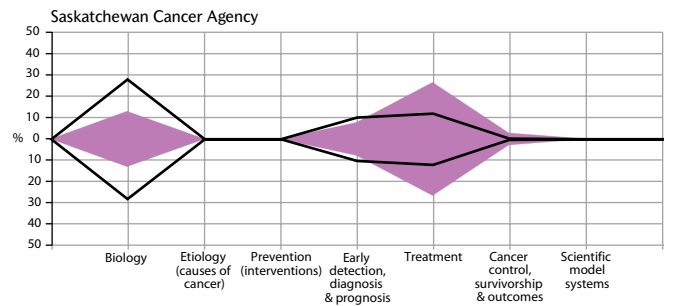 Saskatchewan Cancer Agency
50
40
30
20
10
% 0
10
20
30
40
50
Biology
Etiology
(causes of
cancer)
Prevention
(interventions)
Early
detection,
diagnosis
& prognosis
Treatment
Cancer
control,
survivorship
& outcomes
Scientific
model
systems